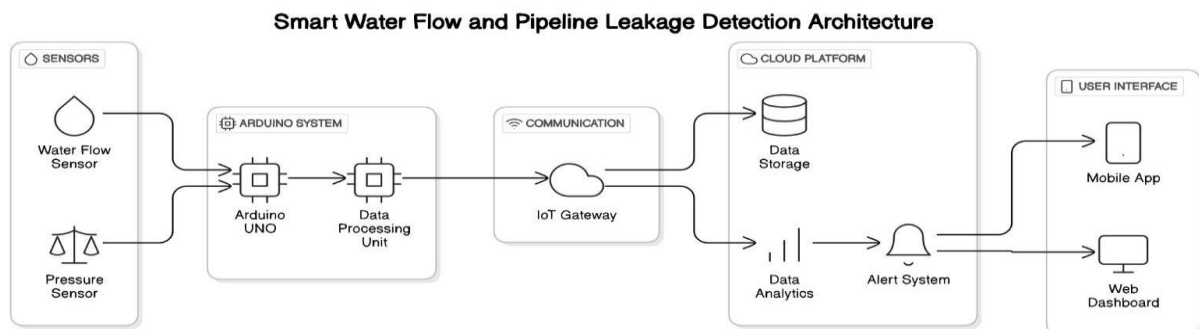 Smart Water Flow and Pipeline Leakage Detection Architecture
SENSORS
Water Flow
Sensor
Pressure
Sensor
ARDUINO SYSTEM
Arduino
UNO
Data
Processing
Unit
COMMUNICATION
IoT Gateway
CLOUD PLATFORM
Data
Storage
Data
Analytics
Alert System
USER INTERFACE
Mobile App
Web
Dashboard